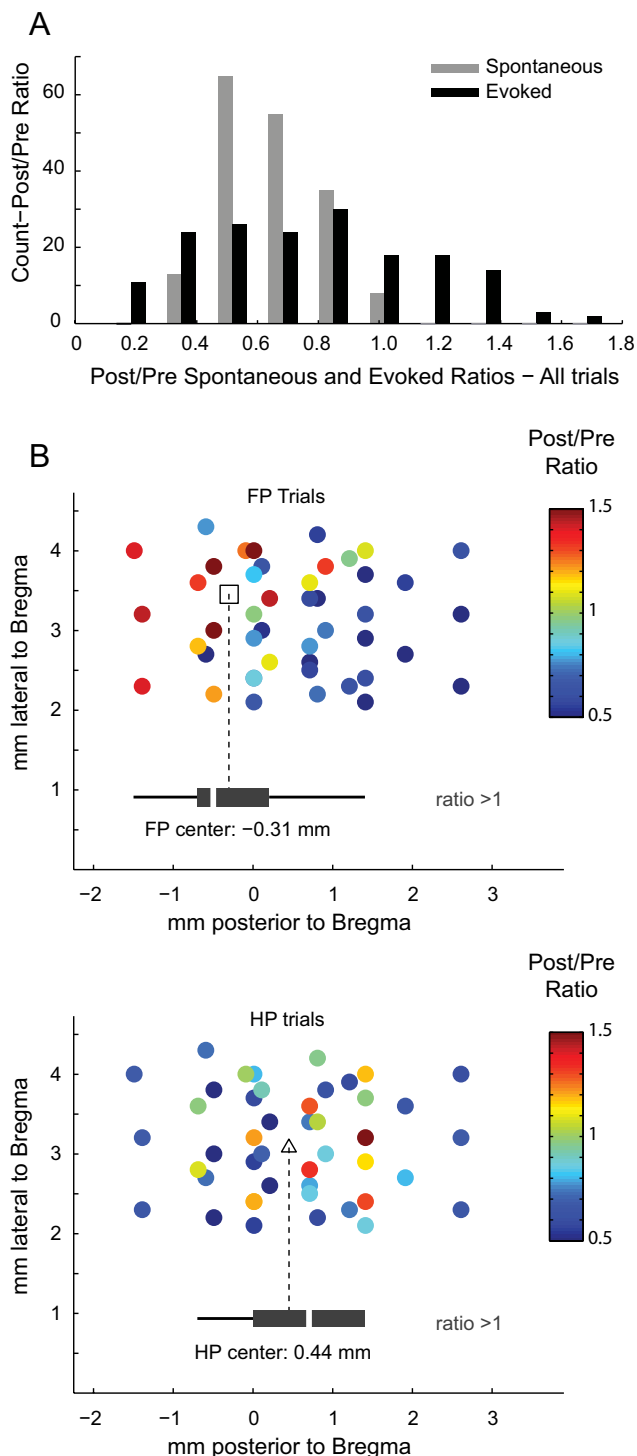 A
Spontaneous
Evoked
Count−Post/Pre Ratio
60
40
20
0
0 0.2 0.4 0.6 0.8 1.0 1.2 1.4 1.6 1.8
Post/Pre Spontaneous and Evoked Ratios − All trials
B
Post/Pre
Ratio
FP Trials
1.5
1
0.5
mm lateral to Bregma
4
3
2
1
ratio >1
FP center: −0.31 mm
−2 −1 0 1 2 3
mm posterior to Bregma
Post/Pre
Ratio
HP trials
1.5
1
0.5
mm lateral to Bregma
4
3
2
1
ratio >1
HP center: 0.44 mm
−2 −1 0 1 2 3
mm posterior to Bregma